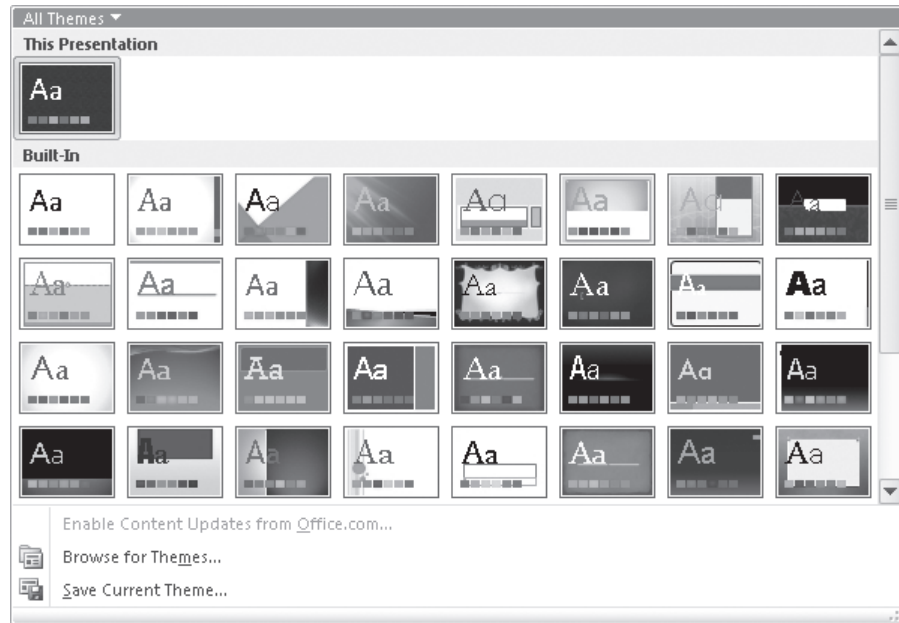 All Themes
This Presentation
Aa
Built-In
Aa Aa Aa Aa Aa Aa Aa Aa
Aa Aa Aa Aa Aa Aa Aa Aa
Aa Aa Aa Aa Aa Aa Aa Aa
Aa Aa Aa Aa Aa Aa Aa Aa
Enable Content Updates from Office.com...
Browse for Themes...
Save Current Theme...